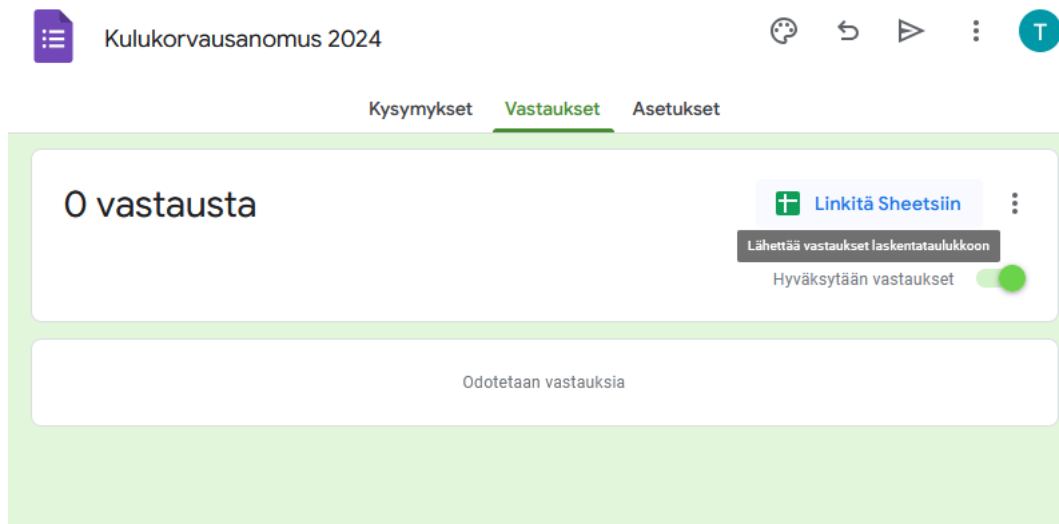 Kulukorvausanomus 2024
T
Kysymykset Vastaukset Asetukset
0 vastausta
Linkitä Sheetsiin
Lähettää vastaukset laskentataulukkoon
Hyväksytään vastaukset
Odotetaan vastauksia